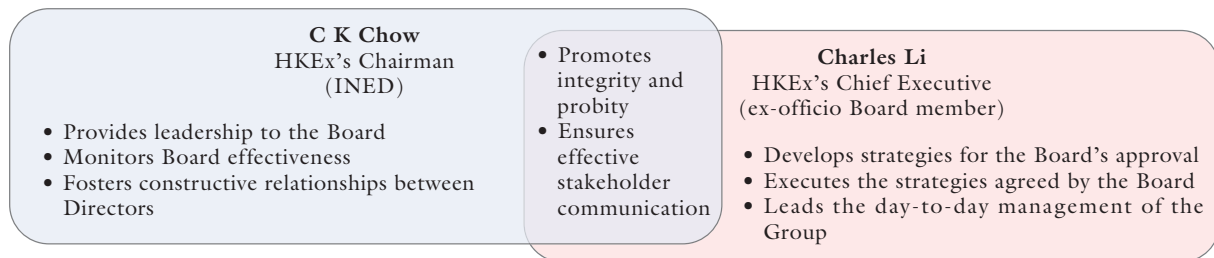 C K Chow
HKEx's Chairman
(INED)
• Provides leadership to the Board
• Monitors Board effectiveness
• Fosters constructive relationships between
Directors
• Promotes
integrity and
probity
• Ensures
effective
stakeholder
communication
Charles Li
HKEx's Chief Executive
(ex-officio Board member)
• Develops strategies for the Board's approval
• Executes the strategies agreed by the Board
• Leads the day-to-day management of the
Group